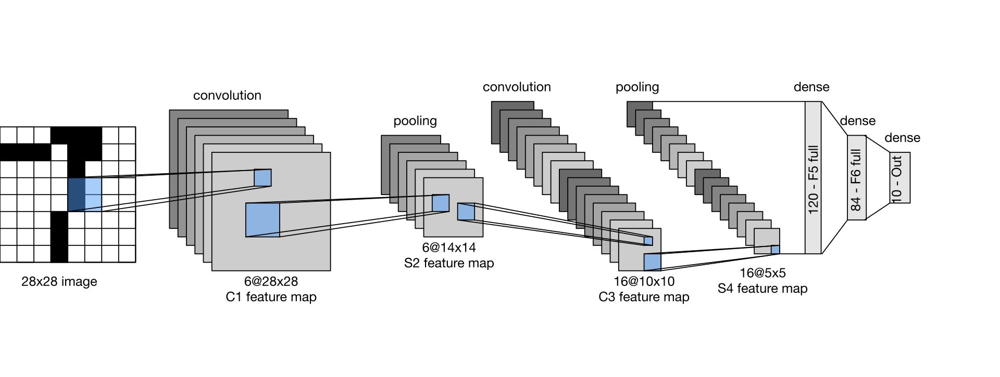 convolution
pooling
convolution
pooling
dense
dense
dense
28x28 image
6@28x28
C1 feature map
6@14x14
S2 feature map
16@10x10
C3 feature map
16@5x5
S4 feature map
120 - F5 full
84 - F6 full
10 - Out